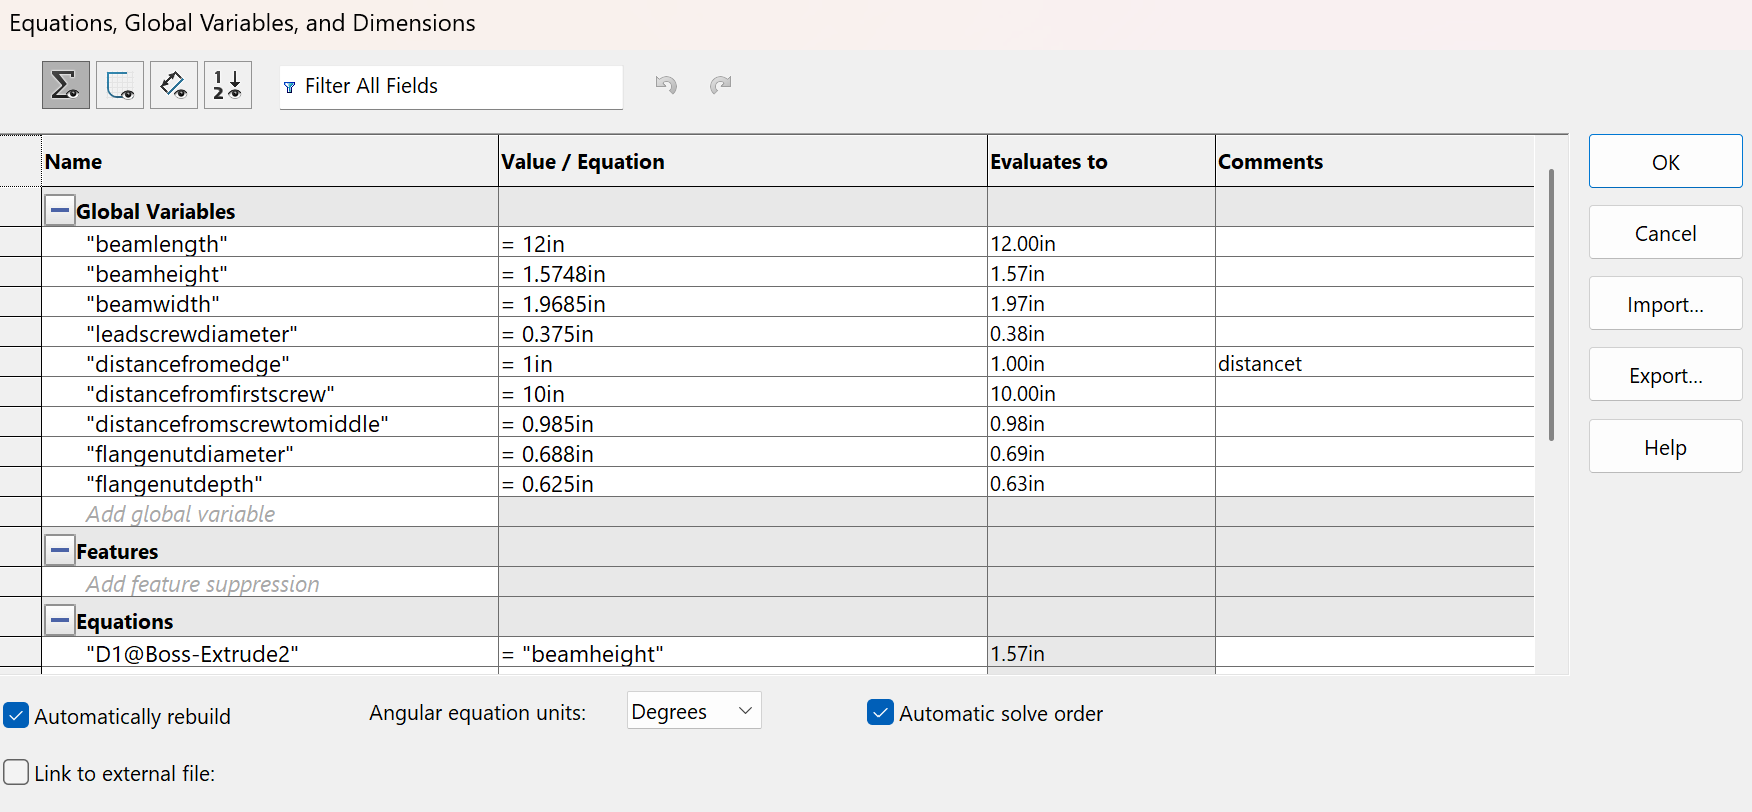 Equations, Global Variables, and Dimensions
Filter All Fields
Name Value / Equation Evaluates to Comments
Global Variables
"beamlength" = 12in 12.00in
"beamheight" = 1.5748in 1.57in
"beamwidth" = 1.9685in 1.97in
"leadscrewdiameter" = 0.375in 0.38in
"distancefromedge" = 1in 1.00in distancet
"distancefromfirstscrew" = 10in 10.00in
"distancefromscrewtomiddle" = 0.985in 0.98in
"flangenutdiameter" = 0.688in 0.69in
"flangenutdepth" = 0.625in 0.63in
Add global variable
Features
Add feature suppression
Equations
"D1@Boss-Extrude2" = "beamheight" 1.57in
OK
Cancel
Import...
Export...
Help
Automatically rebuild Angular equation units: Degrees Automatic solve order
Link to external file: